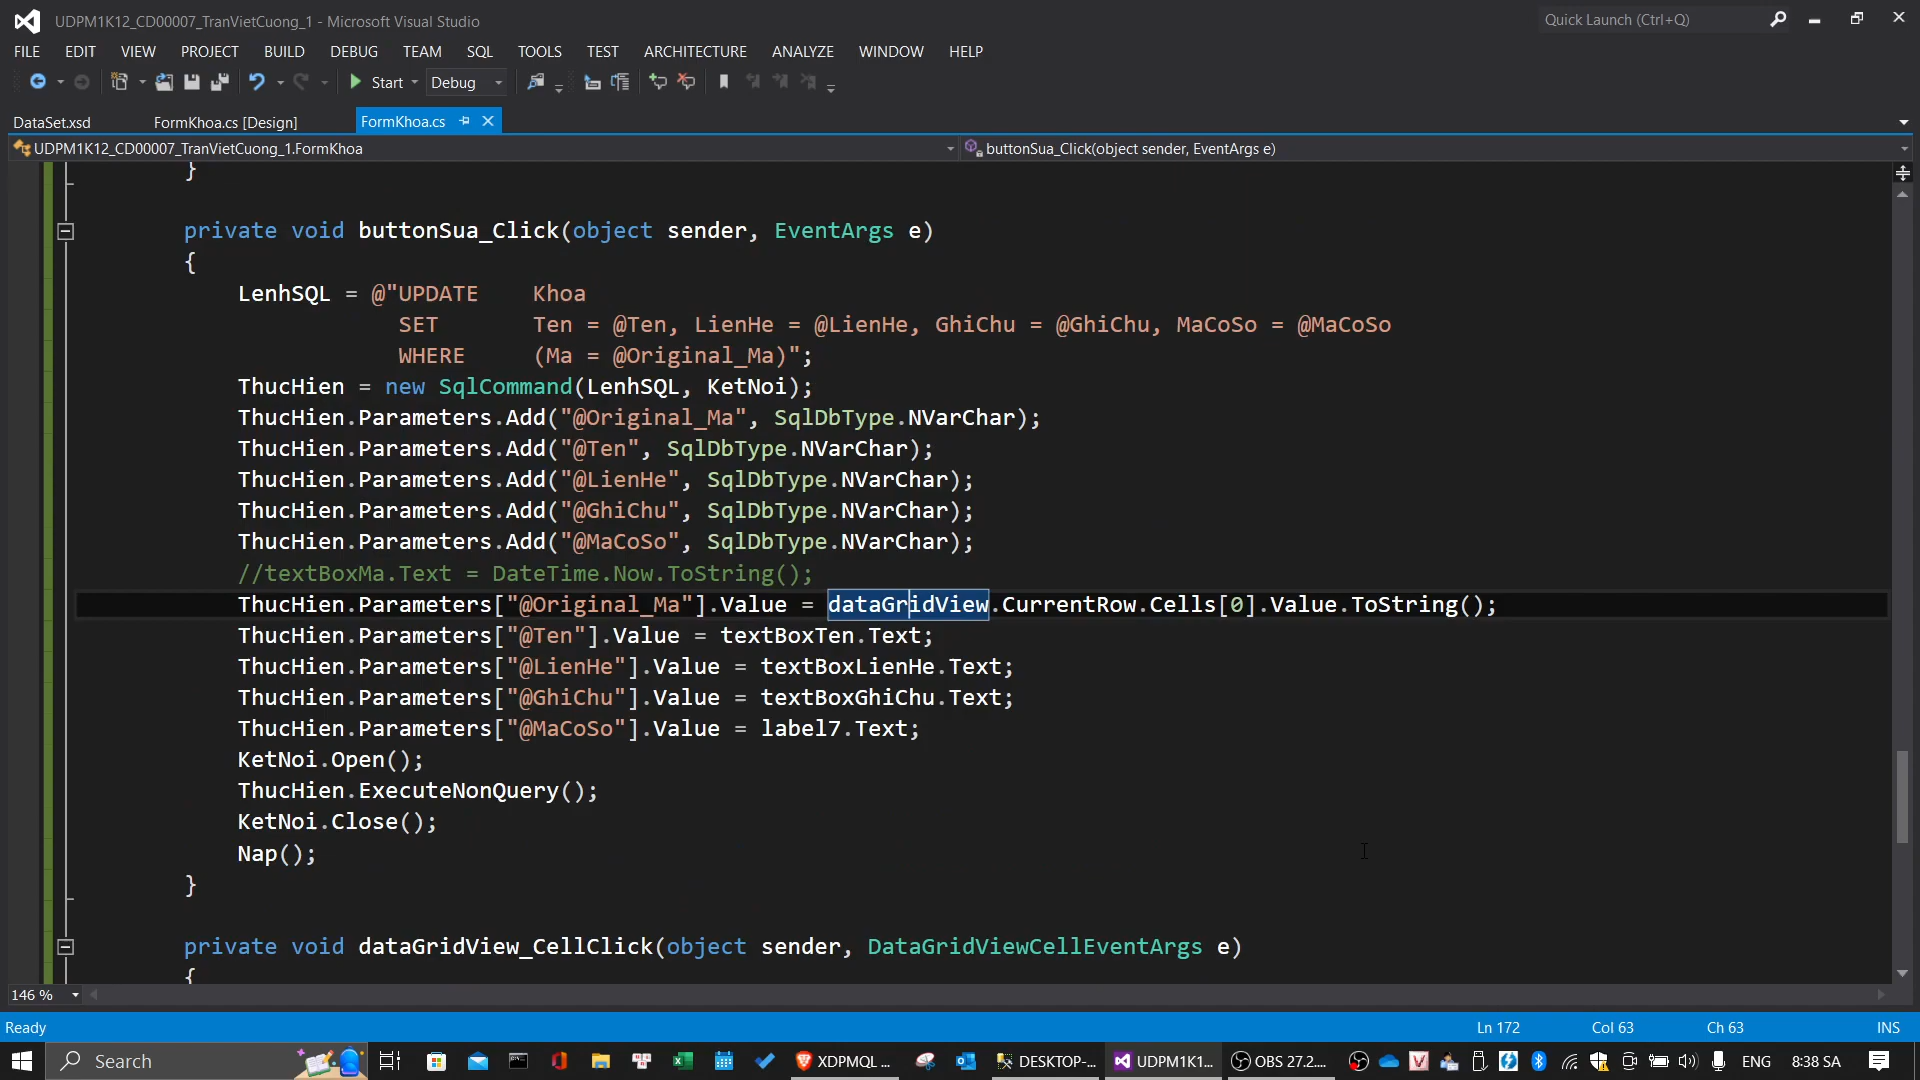 UDPM1K12_CD00007_TranVietCuong_1 - Microsoft Visual Studio
Quick Launch (Ctrl+Q)
FILE EDIT VIEW PROJECT BUILD DEBUG TEAM SQL TOOLS TEST ARCHITECTURE ANALYZE WINDOW HELP
Start Debug
DataSet.xsd FormKhoa.cs [Design] FormKhoa.cs
UDPM1K12_CD00007_TranVietCuong_1.FormKhoa buttonSua_Click(object sender, EventArgs e)
}
private void buttonSua_Click(object sender, EventArgs e)
{
LenhSQL = @"UPDATE Khoa
SET Ten = @Ten, LienHe = @LienHe, GhiChu = @GhiChu, MaCoSo = @MaCoSo
WHERE (Ma = @Original_Ma)";
ThucHien = new SqlCommand(LenhSQL, KetNoi);
ThucHien.Parameters.Add("@Original_Ma", SqlDbType.NVarChar);
ThucHien.Parameters.Add("@Ten", SqlDbType.NVarChar);
ThucHien.Parameters.Add("@LienHe", SqlDbType.NVarChar);
ThucHien.Parameters.Add("@GhiChu", SqlDbType.NVarChar);
ThucHien.Parameters.Add("@MaCoSo", SqlDbType.NVarChar);
//textBoxMa.Text = DateTime.Now.ToString();
ThucHien.Parameters["@Original_Ma"].Value = dataGridView.CurrentRow.Cells[0].Value.ToString();
ThucHien.Parameters["@Ten"].Value = textBoxTen.Text;
ThucHien.Parameters["@LienHe"].Value = textBoxLienHe.Text;
ThucHien.Parameters["@GhiChu"].Value = textBoxGhiChu.Text;
ThucHien.Parameters["@MaCoSo"].Value = label7.Text;
KetNoi.Open();
ThucHien.ExecuteNonQuery();
KetNoi.Close();
Nap();
}
private void dataGridView_CellClick(object sender, DataGridViewCellEventArgs e)
{
146 %
Ready Ln 172 Col 63 Ch 63 INS
Search XDPMQL ... DESKTOP-... UDPM1K1... OBS 27.2.... ENG 8:38 SA